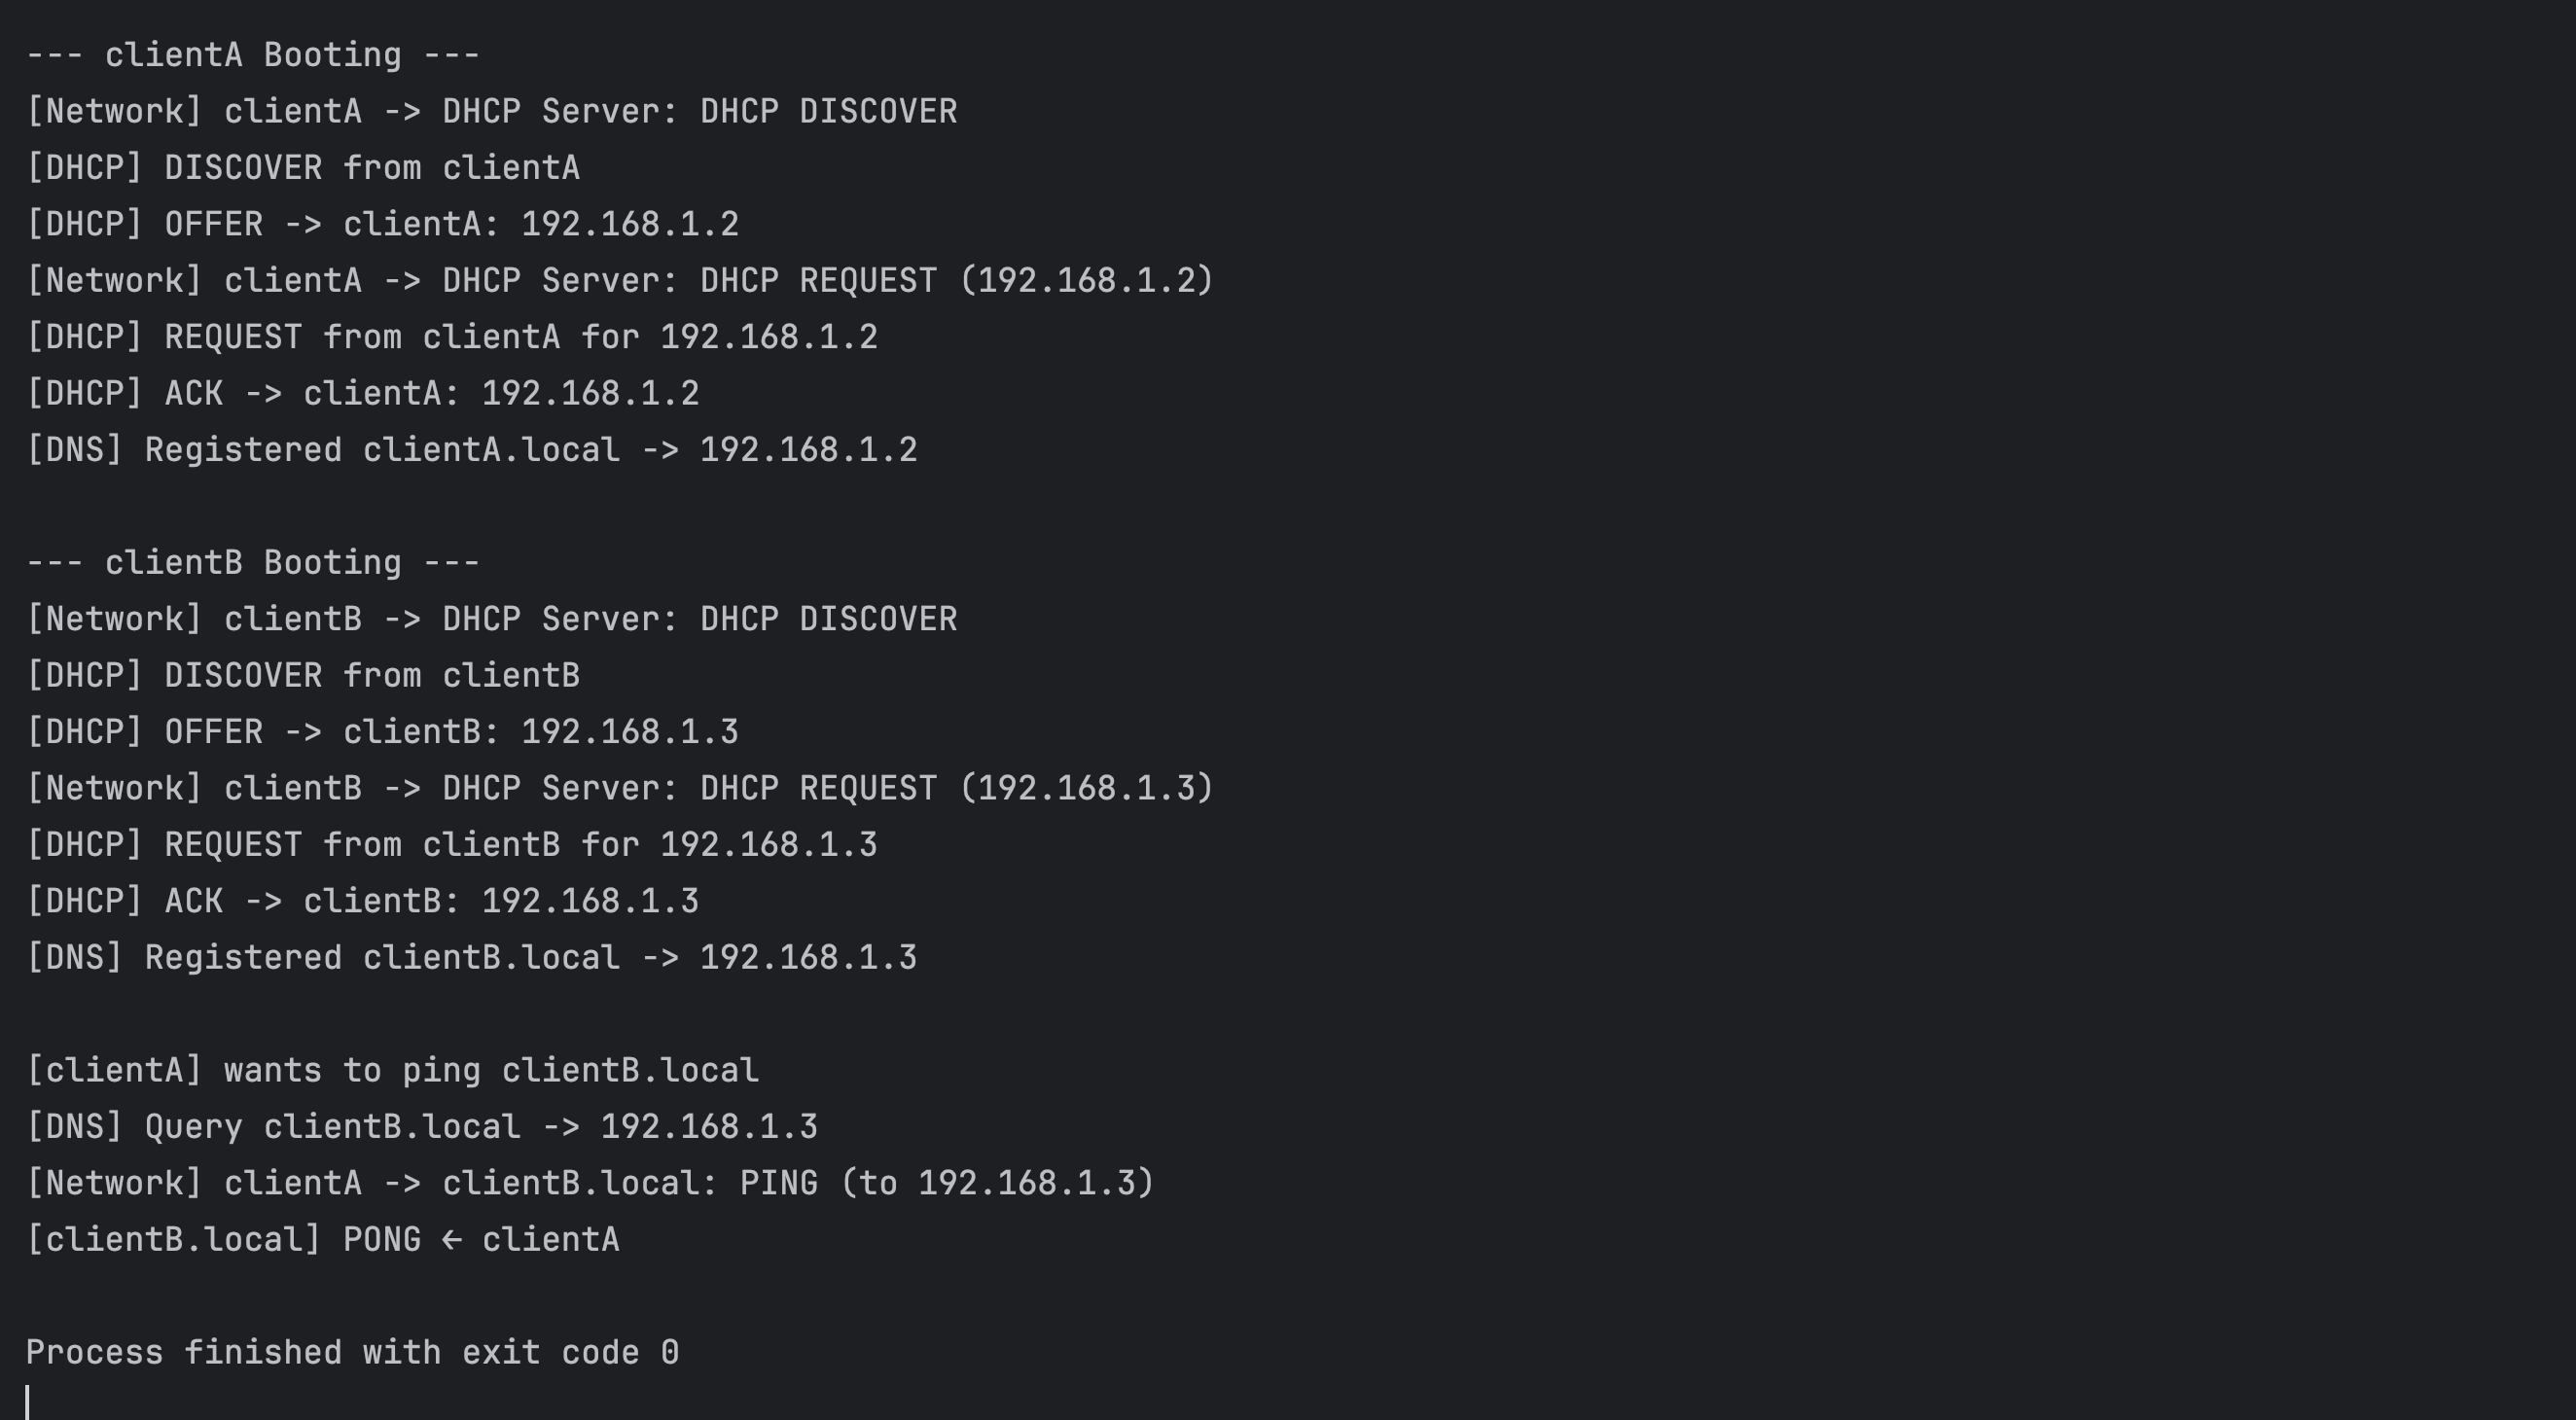 --- clientA Booting ---
[Network] clientA -> DHCP Server: DHCP DISCOVER
[DHCP] DISCOVER from clientA
[DHCP] OFFER -> clientA: 192.168.1.2
[Network] clientA -> DHCP Server: DHCP REQUEST (192.168.1.2)
[DHCP] REQUEST from clientA for 192.168.1.2
[DHCP] ACK -> clientA: 192.168.1.2
[DNS] Registered clientA.local -> 192.168.1.2

--- clientB Booting ---
[Network] clientB -> DHCP Server: DHCP DISCOVER
[DHCP] DISCOVER from clientB
[DHCP] OFFER -> clientB: 192.168.1.3
[Network] clientB -> DHCP Server: DHCP REQUEST (192.168.1.3)
[DHCP] REQUEST from clientB for 192.168.1.3
[DHCP] ACK -> clientB: 192.168.1.3
[DNS] Registered clientB.local -> 192.168.1.3

[clientA] wants to ping clientB.local
[DNS] Query clientB.local -> 192.168.1.3
[Network] clientA -> clientB.local: PING (to 192.168.1.3)
[clientB.local] PONG ← clientA

Process finished with exit code 0